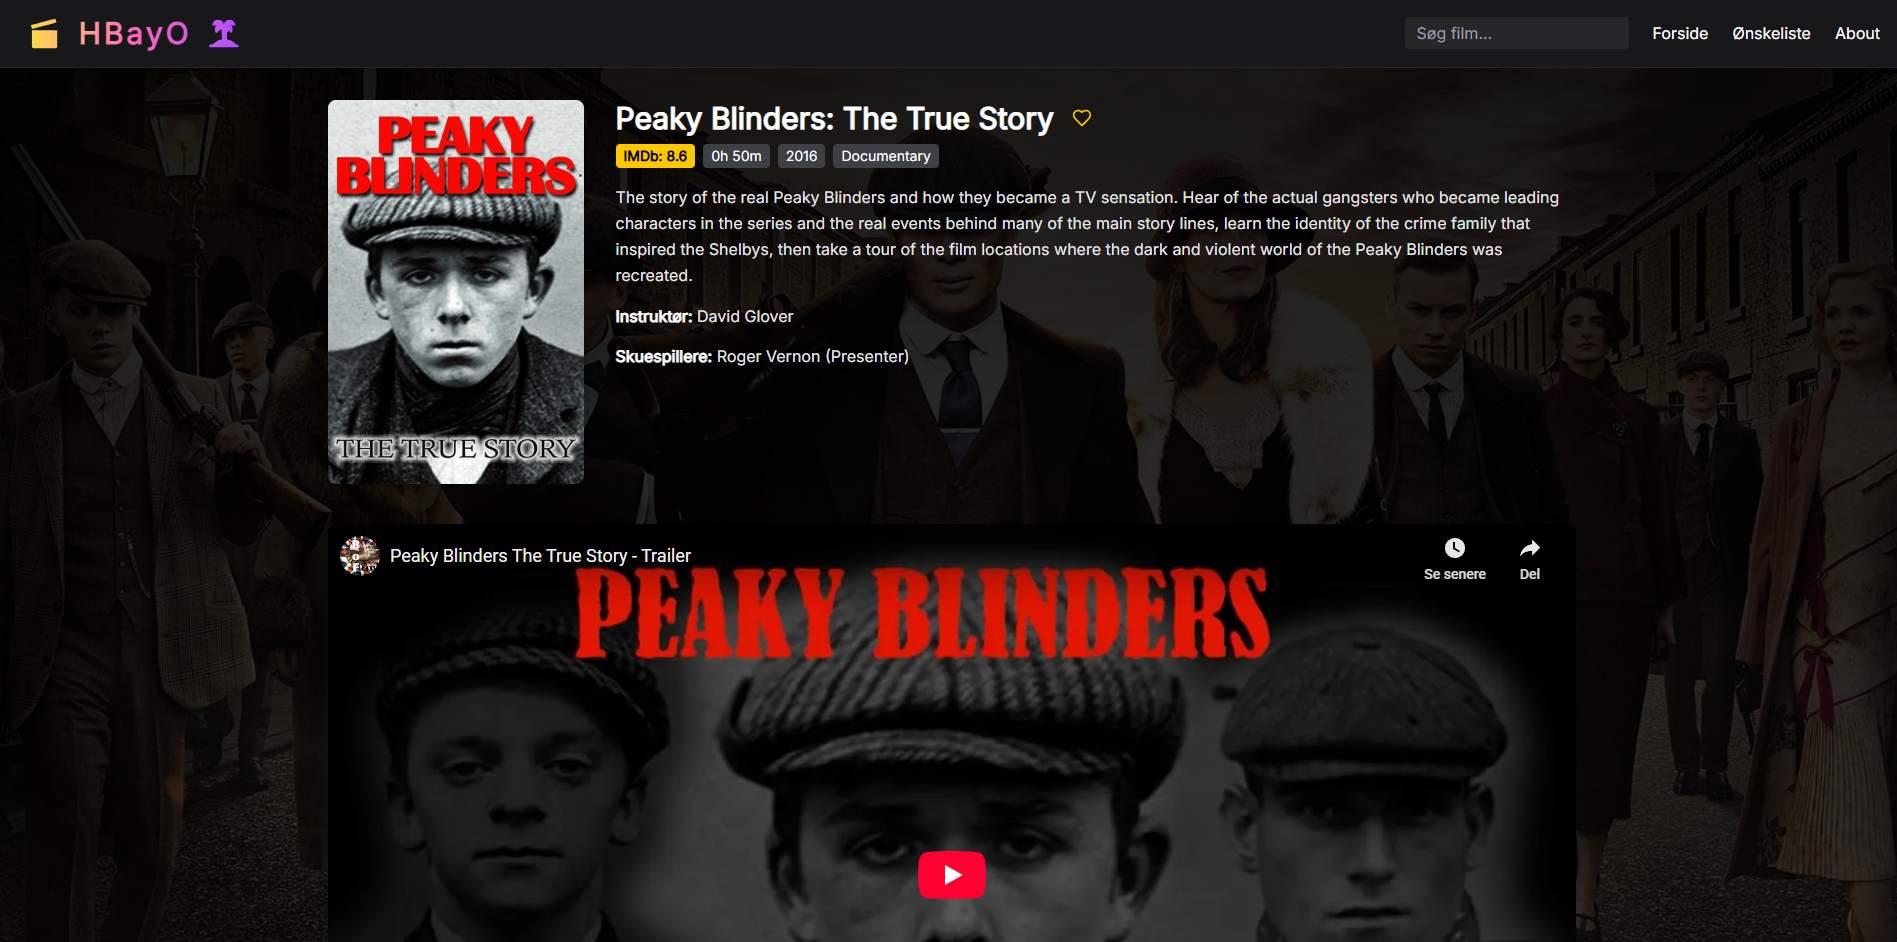 HBayO
Søg film...
Forside
Ønskeliste
About
PEAKY
BLINDERS
THE TRUE STORY
Peaky Blinders: The True Story
IMDb: 8.6
0h 50m
2016
Documentary
The story of the real Peaky Blinders and how they became a TV sensation. Hear of the actual gangsters who became leading
characters in the series and the real events behind many of the main story lines, learn the identity of the crime family that
inspired the Shelbys, then take a tour of the film locations where the dark and violent world of the Peaky Blinders was
recreated.
Instruktør: David Glover
Skuespillere: Roger Vernon (Presenter)
Peaky Blinders The True Story - Trailer
Se senere
Del
PEAKY BLINDERS